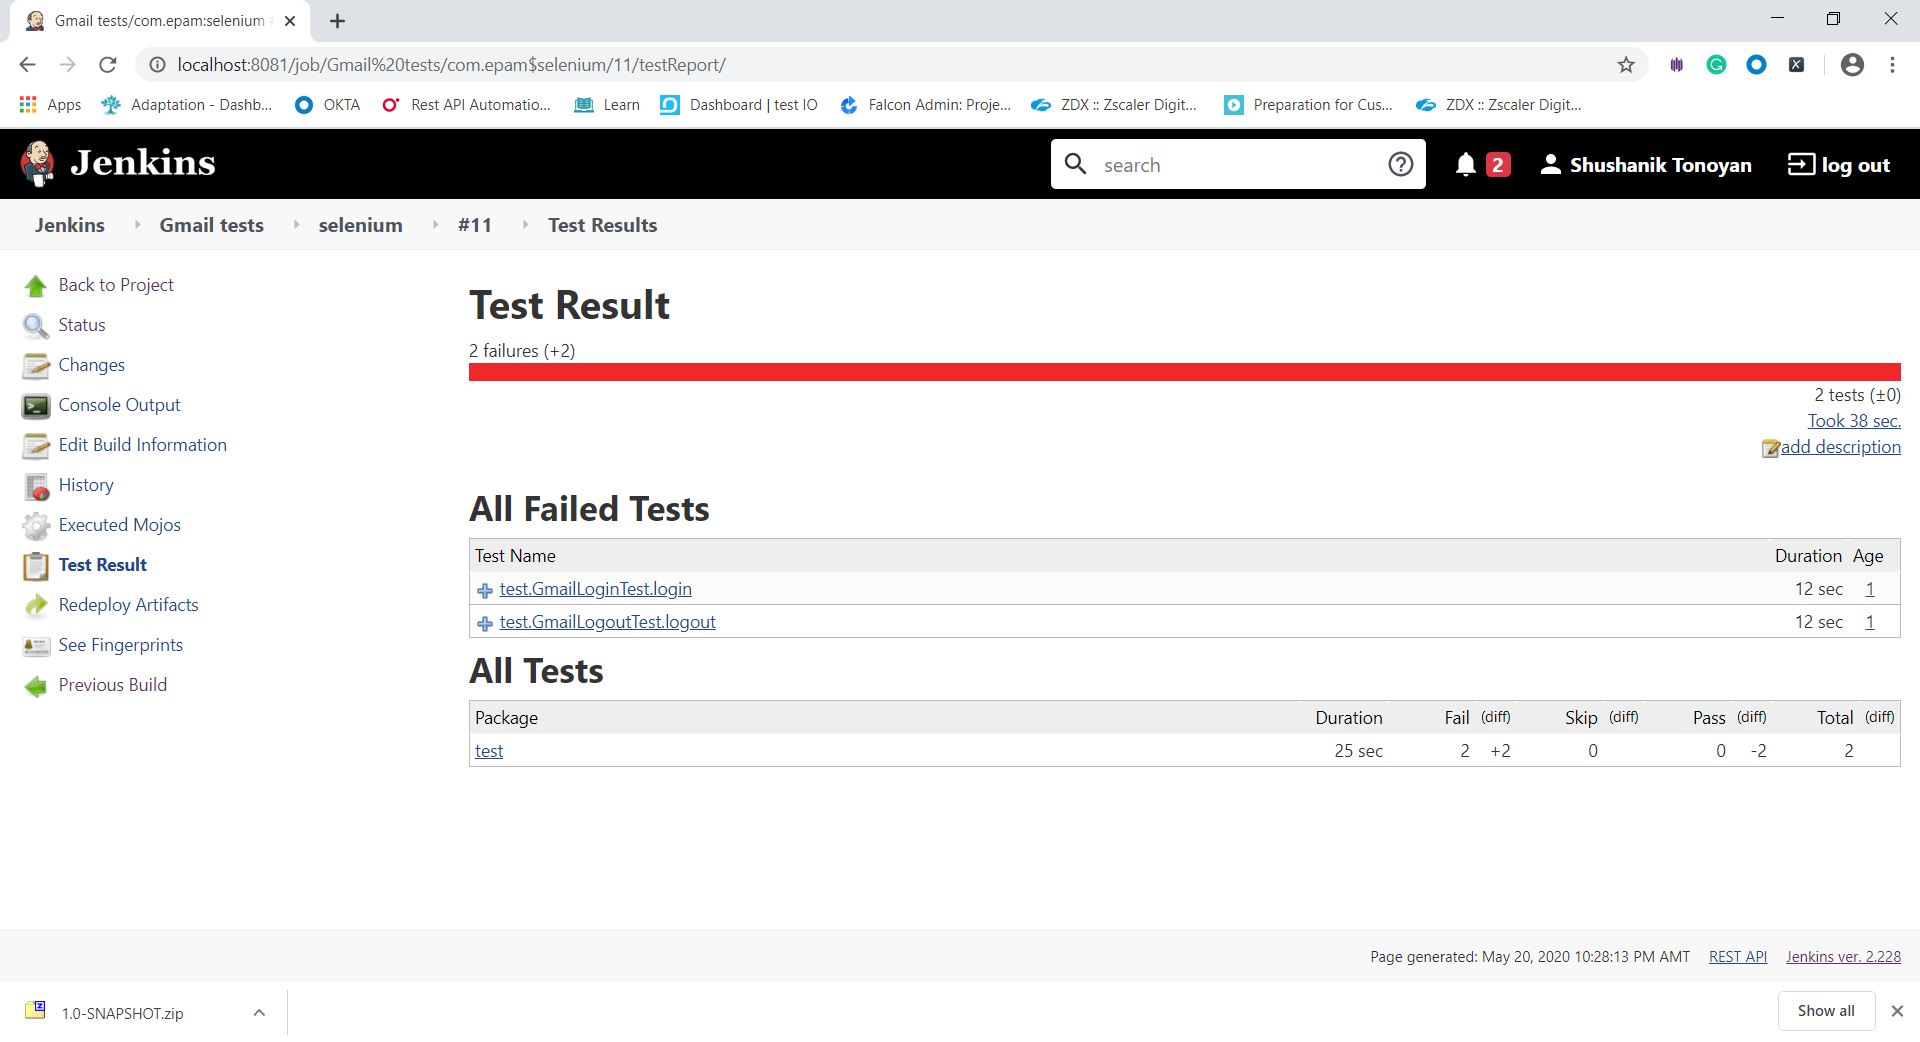 Gmail tests/com.epam:selenium
localhost:8081/job/Gmail%20tests/com.epam$selenium/11/testReport/
Apps Adaptation - Dashb... OKTA Rest API Automatio... Learn Dashboard | test IO Falcon Admin: Proje... ZDX :: Zscaler Digit... Preparation for Cus... ZDX :: Zscaler Digit...
Jenkins search 2 Shushanik Tonoyan log out
Jenkins Gmail tests selenium #11 Test Results
Back to Project
Status
Changes
Console Output
Edit Build Information
History
Executed Mojos
Test Result
Redeploy Artifacts
See Fingerprints
Previous Build
Test Result
2 failures (+2)
2 tests (±0)
Took 38 sec.
add description
All Failed Tests
Test Name Duration Age
test.GmailLoginTest.login 12 sec 1
test.GmailLogoutTest.logout 12 sec 1
All Tests
Package Duration Fail (diff) Skip (diff) Pass (diff) Total (diff)
test 25 sec 2 +2 0 0 -2 2
Page generated: May 20, 2020 10:28:13 PM AMT REST API Jenkins ver. 2.228
1.0-SNAPSHOT.zip Show all